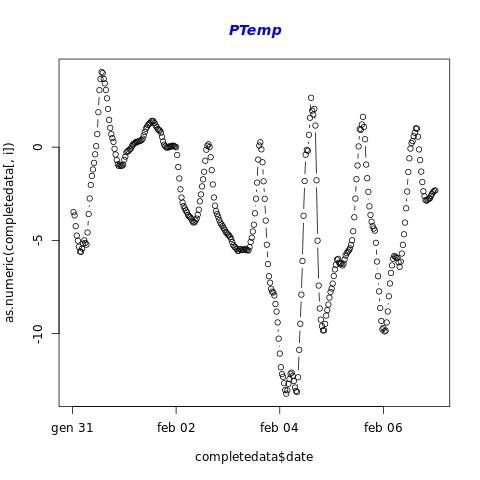 PTemp
as.numeric(completedata[, i])
0
-5
-10
gen 31
feb 02
feb 04
feb 06
completedata$date